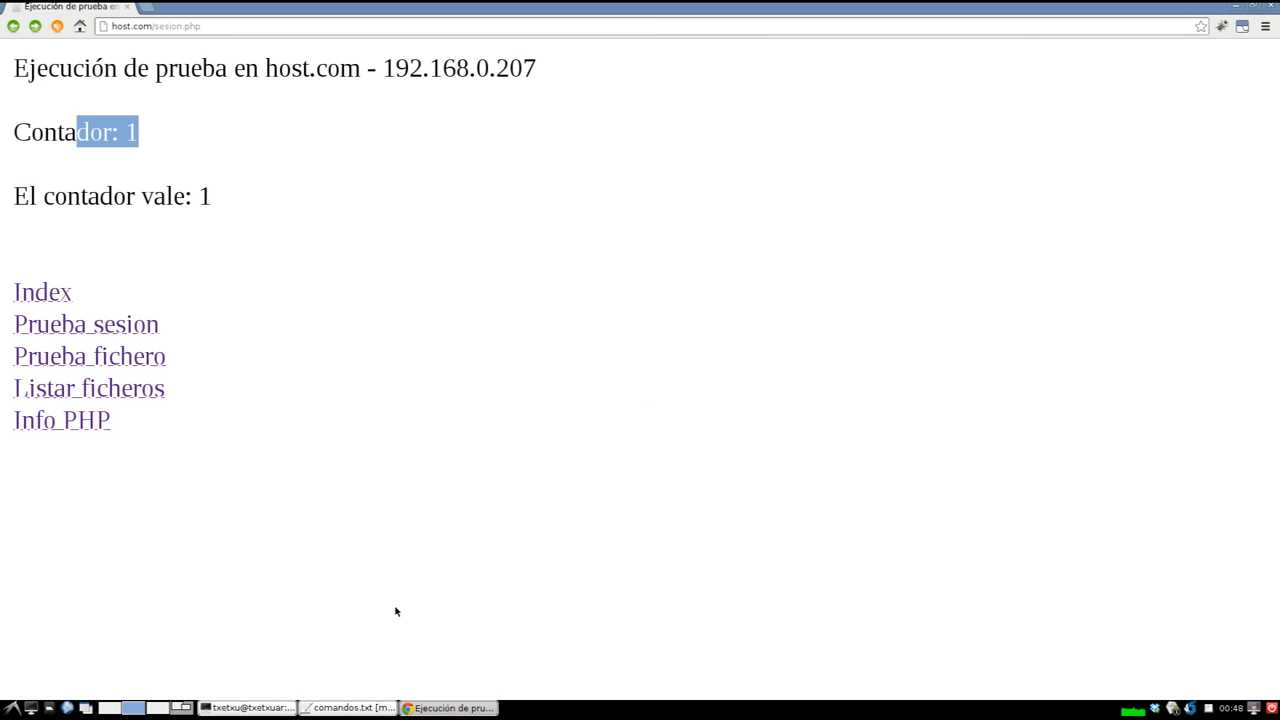 Ejecución de prueba en
host.com/sesion.php
Ejecución de prueba en host.com - 192.168.0.207
Contador: 1
El contador vale: 1
Index
Prueba sesion
Prueba fichero
Listar ficheros
Info PHP
txetxu@txetxuar:... comandos.txt [m... Ejecución de pru... 00:48